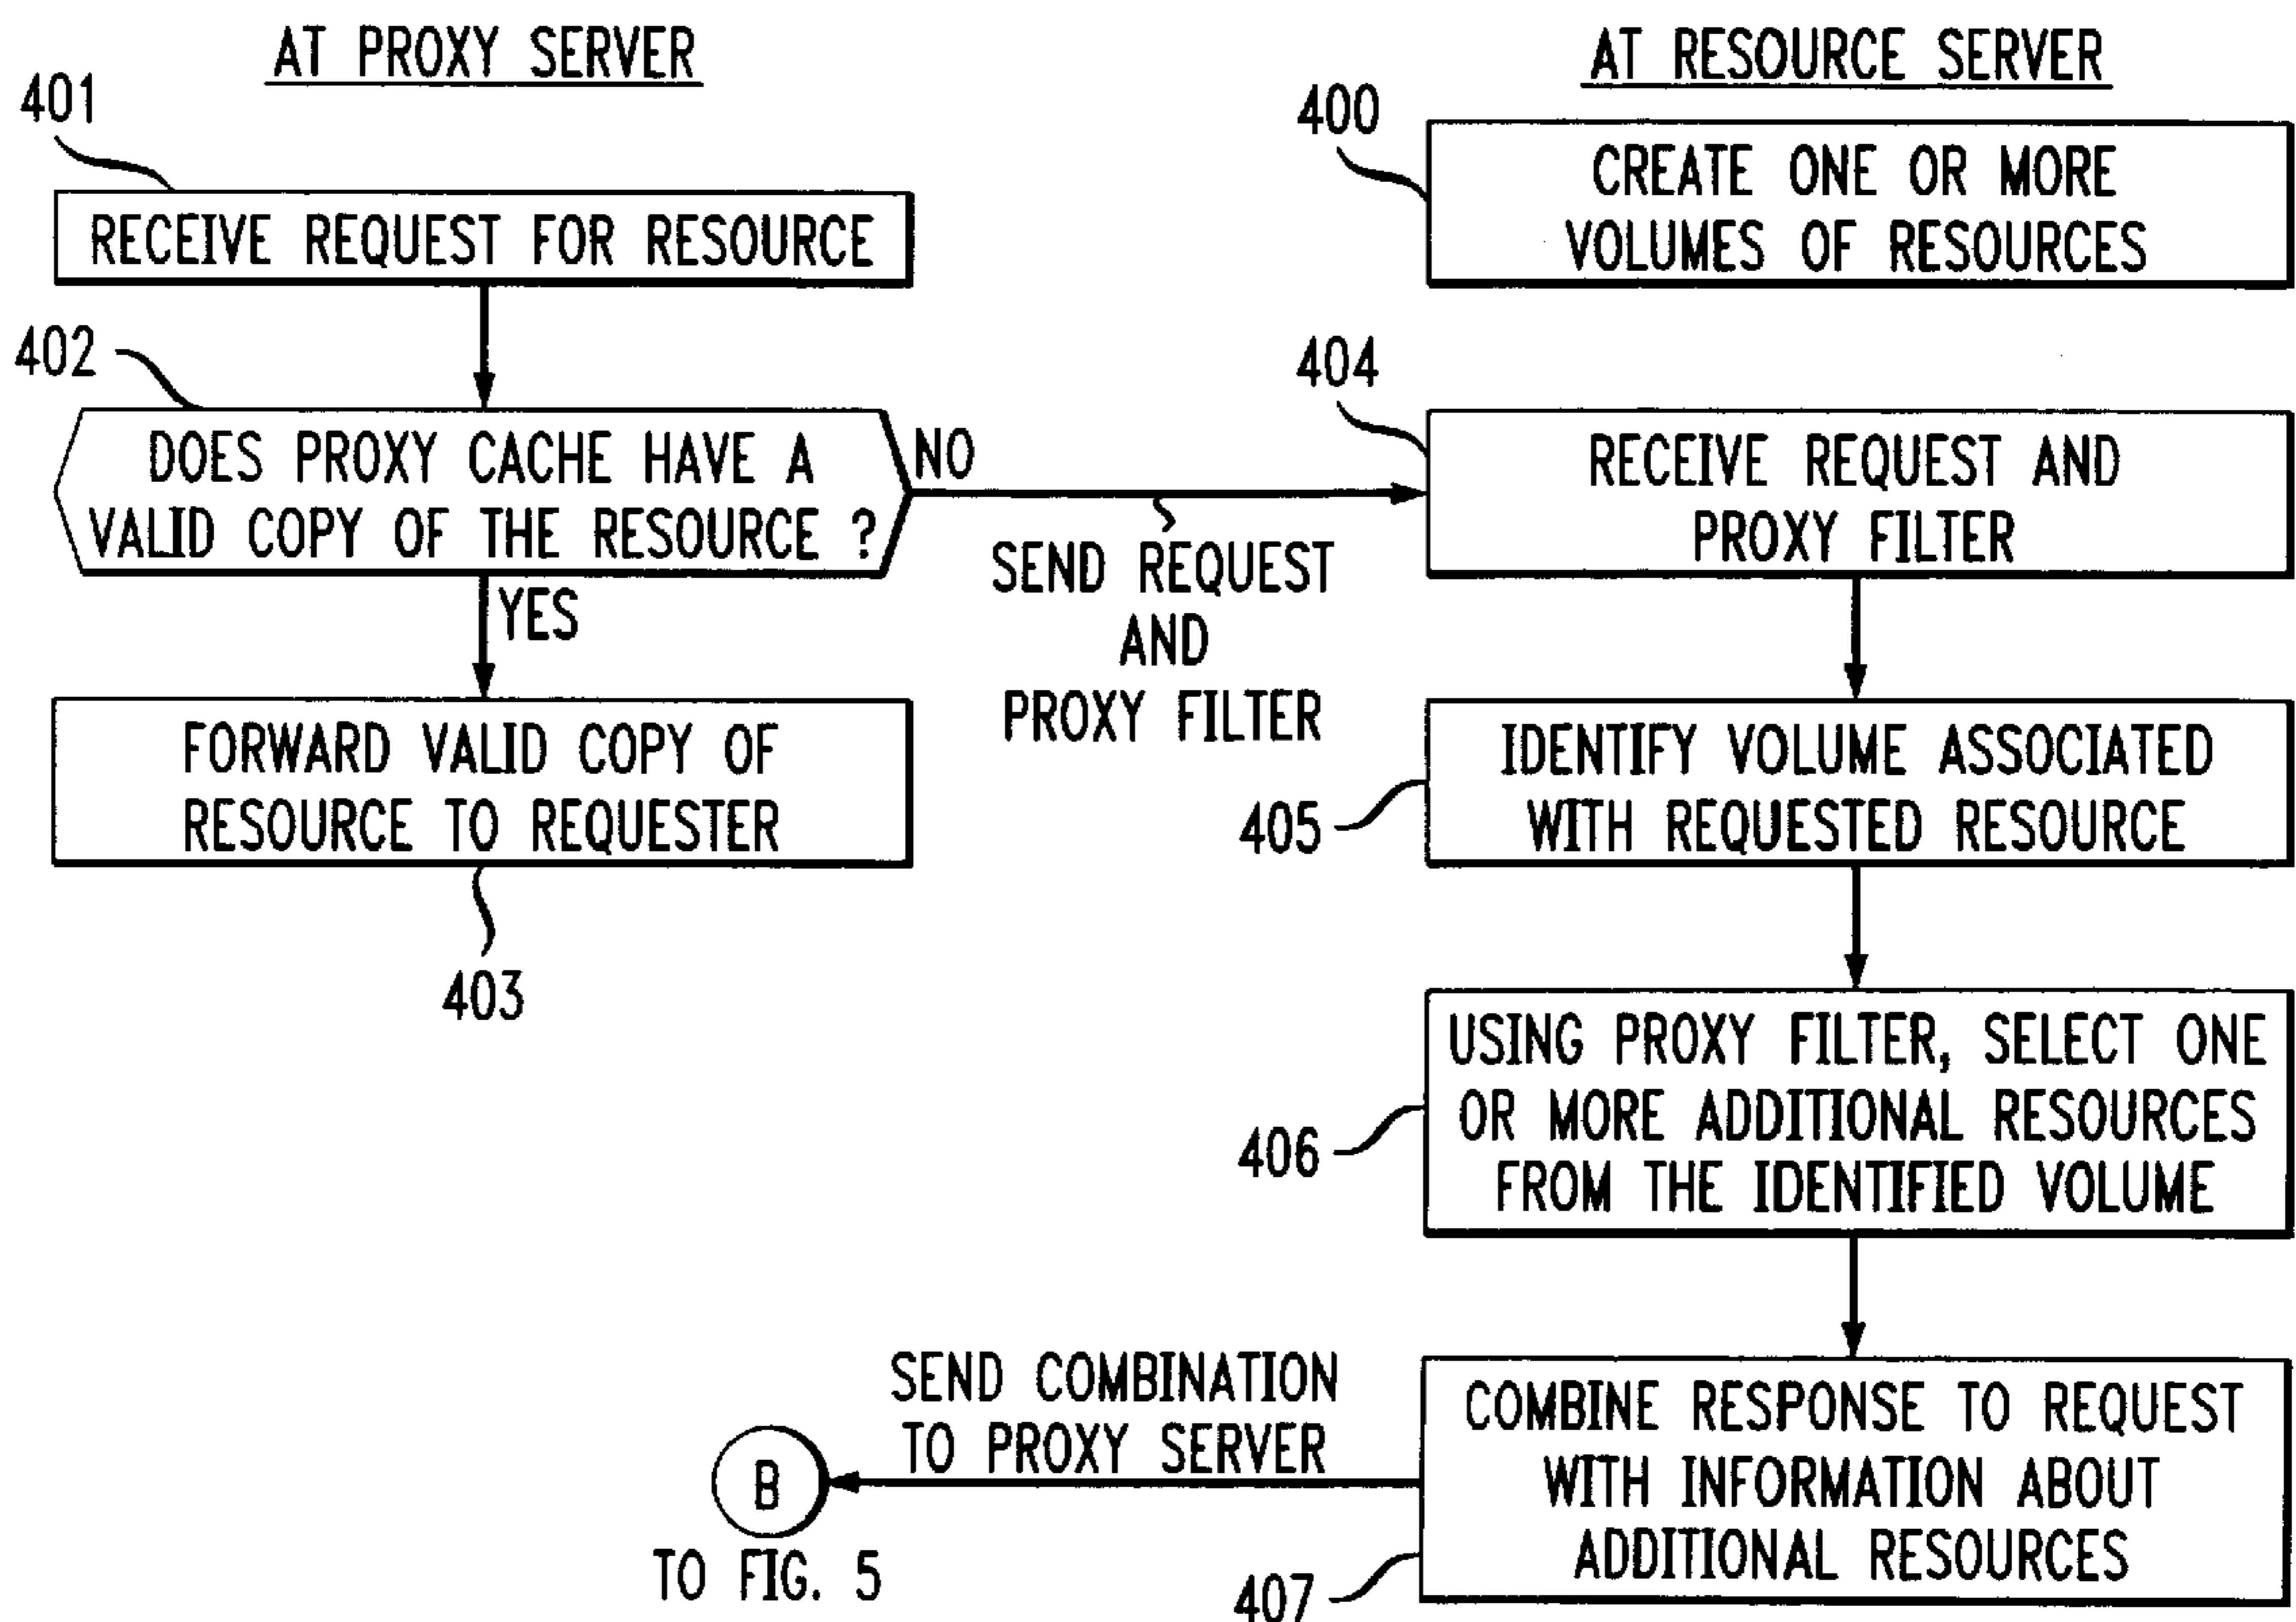 AT PROXY SERVER
401
RECEIVE REQUEST FOR RESOURCE
402
DOES PROXY CACHE HAVE A
VALID COPY OF THE RESOURCE ?
NO
YES
SEND REQUEST
AND
PROXY FILTER
FORWARD VALID COPY OF
RESOURCE TO REQUESTER
403
AT RESOURCE SERVER
400
CREATE ONE OR MORE
VOLUMES OF RESOURCES
404
RECEIVE REQUEST AND
PROXY FILTER
IDENTIFY VOLUME ASSOCIATED
WITH REQUESTED RESOURCE
405
USING PROXY FILTER, SELECT ONE
OR MORE ADDITIONAL RESOURCES
FROM THE IDENTIFIED VOLUME
406
COMBINE RESPONSE TO REQUEST
WITH INFORMATION ABOUT
ADDITIONAL RESOURCES
407
SEND COMBINATION
TO PROXY SERVER
B
TO FIG. 5